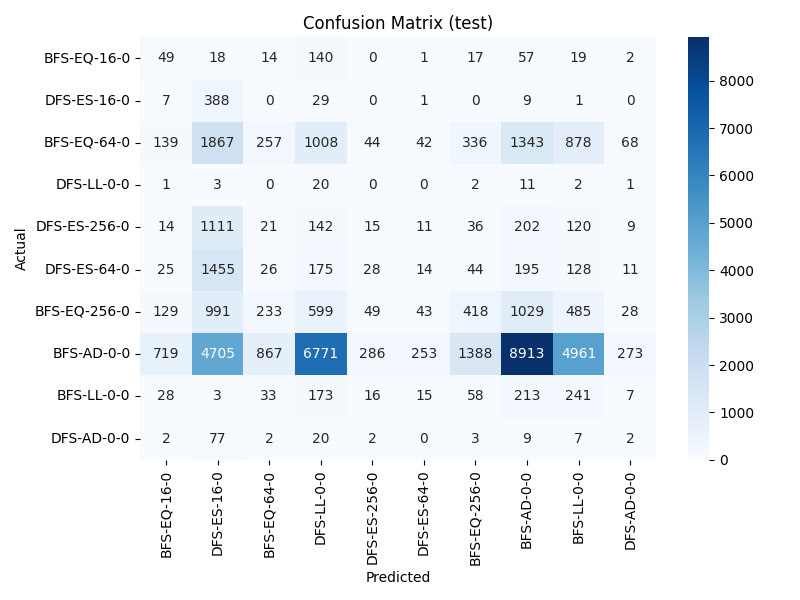 Confusion Matrix (test)
BFS-EQ-16-0 49 18 14 140 0 1 17 57 19 2
DFS-ES-16-0 7 388 0 29 0 1 0 9 1 0
BFS-EQ-64-0 139 1867 257 1008 44 42 336 1343 878 68
DFS-LL-0-0 1 3 0 20 0 0 2 11 2 1
DFS-ES-256-0 14 1111 21 142 15 11 36 202 120 9
DFS-ES-64-0 25 1455 26 175 28 14 44 195 128 11
BFS-EQ-256-0 129 991 233 599 49 43 418 1029 485 28
BFS-AD-0-0 719 4705 867 6771 286 253 1388 8913 4961 273
BFS-LL-0-0 28 3 33 173 16 15 58 213 241 7
DFS-AD-0-0 2 77 2 20 2 0 3 9 7 2
Actual
BFS-EQ-16-0
DFS-ES-16-0
BFS-EQ-64-0
DFS-LL-0-0
DFS-ES-256-0
DFS-ES-64-0
BFS-EQ-256-0
BFS-AD-0-0
BFS-LL-0-0
DFS-AD-0-0
Predicted
8000
7000
6000
5000
4000
3000
2000
1000
0